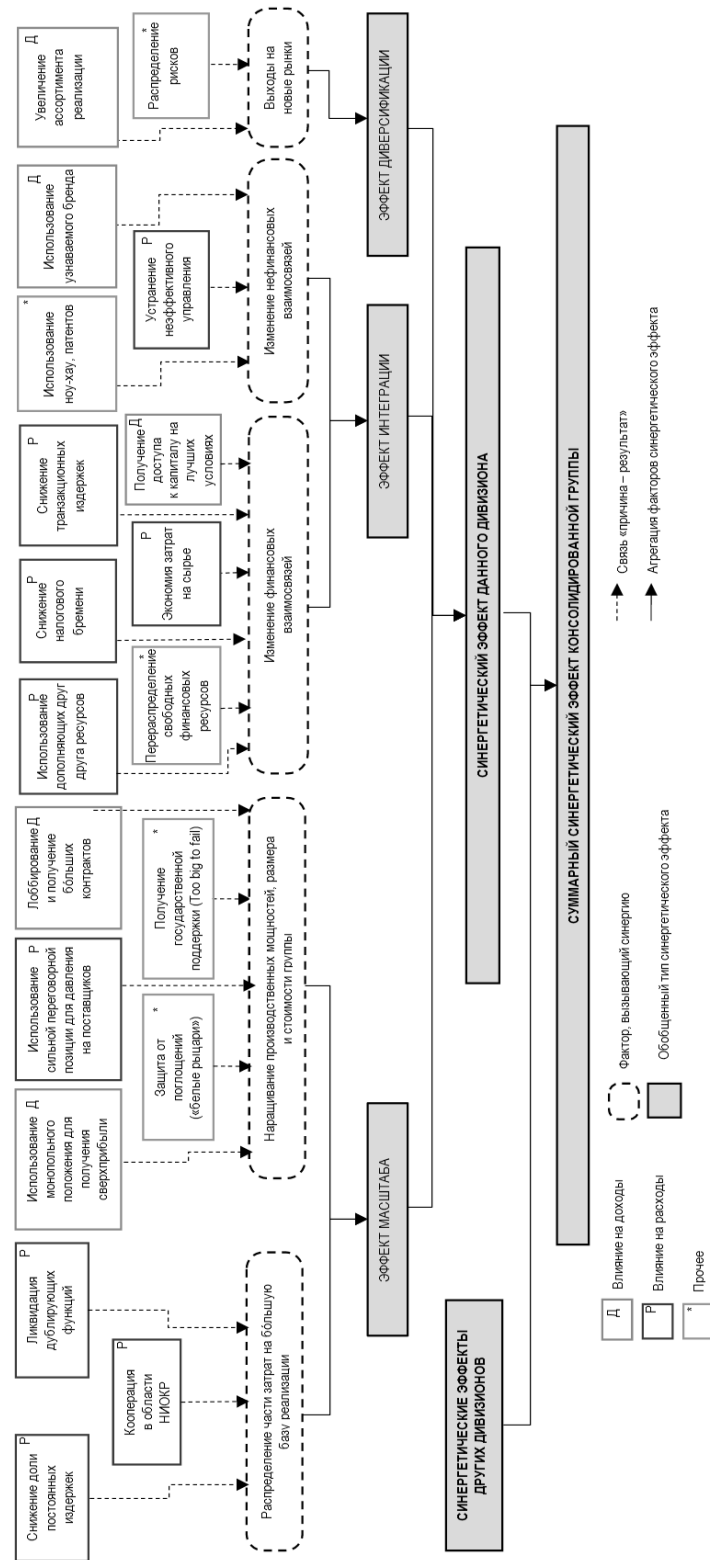 Снижение доли
постоянных
издержек
Р
Кооперация
в области
НИОКР
Р
Ликвидация
дублирующих
функций
Р
Использование
монопольного
положения для
получения
сверхприбыли
Д
Защита от
поглощений
(«белые рыцари»)
*
Использование
сильной переговорной
позиции для давления
на поставщиков
Р
Получение
государственной
поддержки (Too big to fail)
*
Лоббирование
и получение
бо́льших
контрактов
Д
Использование
дополняющих друг
друга ресурсов
Р
Перераспределение
свободных
финансовых
ресурсов
*
Снижение
налогового
бремени
Р
Экономия затрат
на сырье
Р
Снижение
транзакционных
издержек
Р
Получение
доступа
к капиталу на
лучших
условиях
Д
Использование
ноу-хау, патентов
*
Устранение
неэффективного
управления
Р
Использование
узнаваемого бренда
Д
Увеличение
ассортимента
реализации
Д
Распределение
рисков
*
Распределение части затрат на бо́льшую
базу реализации
Наращивание производственных мощностей, размера
и стоимости группы
Изменение финансовых
взаимосвязей
Изменение нефинансовых
взаимосвязей
Выходы на
новые рынки
ЭФФЕКТ МАСШТАБА
ЭФФЕКТ ИНТЕГРАЦИИ
ЭФФЕКТ ДИВЕРСИФИКАЦИИ
СИНЕРГЕТИЧЕСКИЕ ЭФФЕКТЫ
ДРУГИХ ДИВИЗИОНОВ
СИНЕРГЕТИЧЕСКИЙ ЭФФЕКТ ДАННОГО ДИВИЗИОНА
СУММАРНЫЙ СИНЕРГЕТИЧЕСКИЙ ЭФФЕКТ КОНСОЛИДИРОВАННОЙ ГРУППЫ
Д Влияние на доходы
Р Влияние на расходы
* Прочее
Фактор, вызывающий синергию
Обобщенный тип синергетического эффекта
Связь «причина – результат»
Агрегация факторов синергетического эффекта